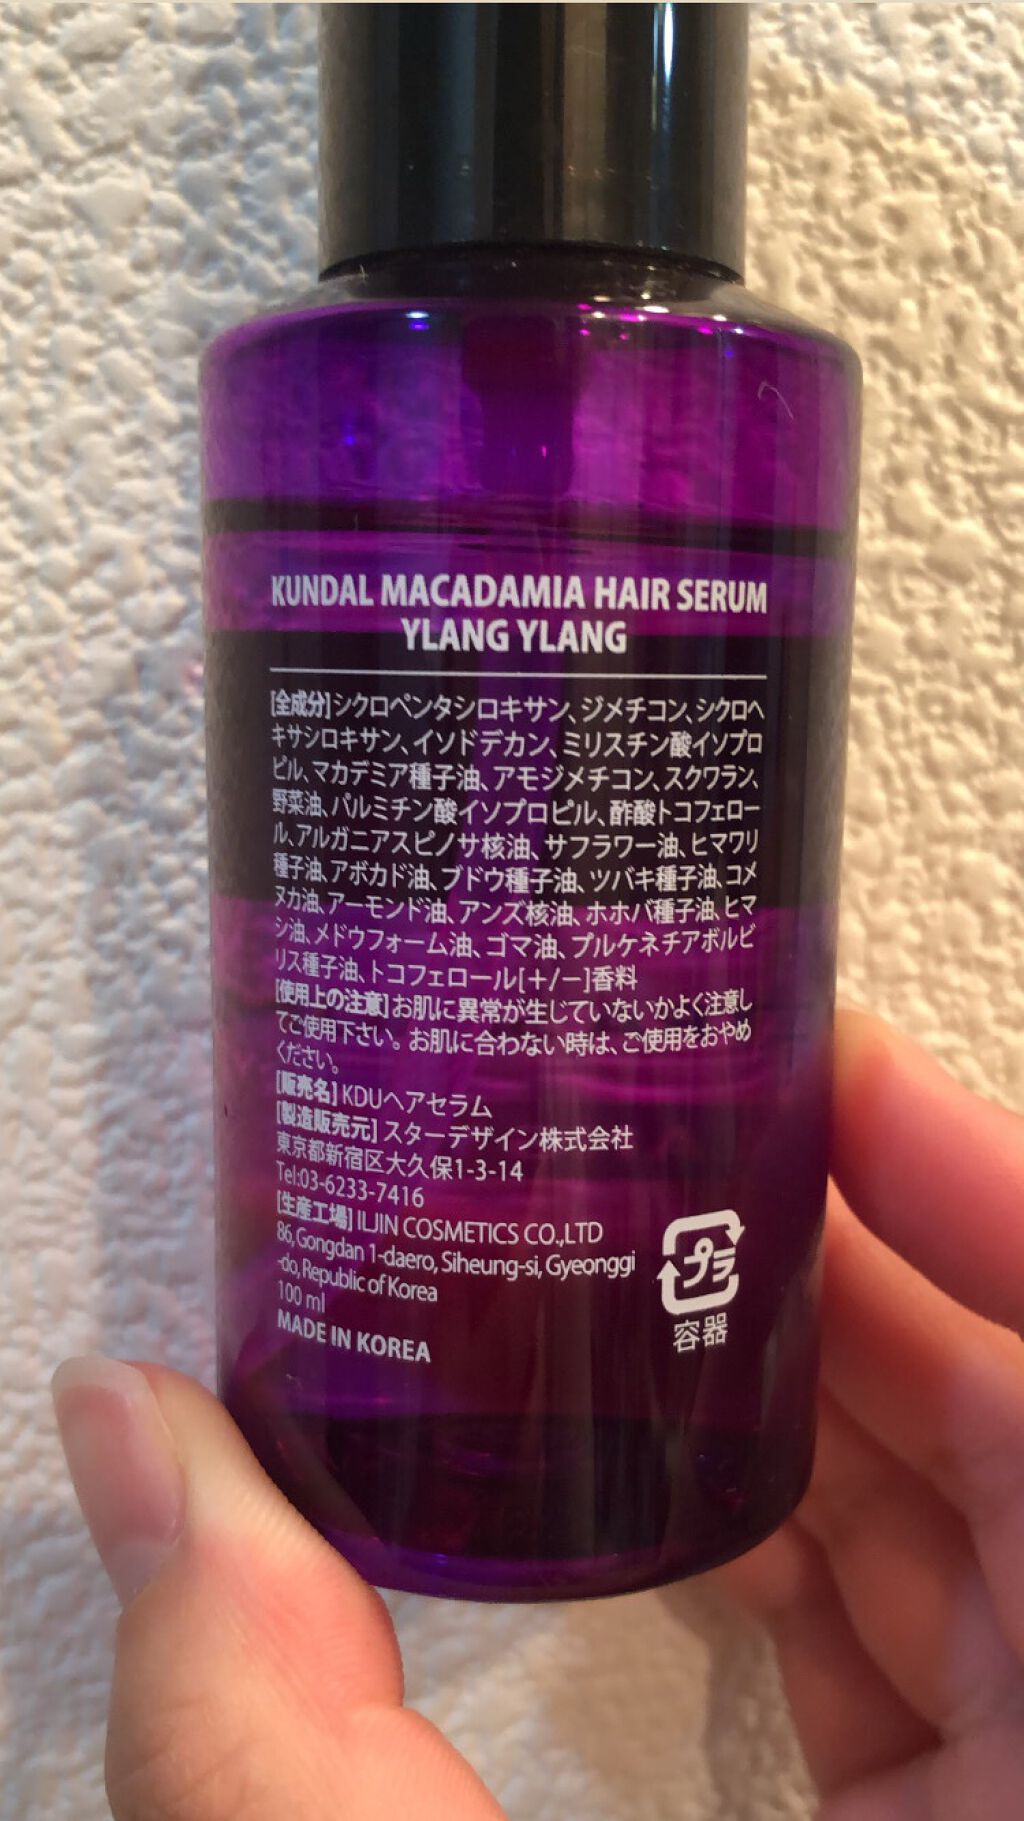 KUNDAL MACADAMIA HAIR SERUM
YLANG YLANG
[全成分]シクロペンタシロキサン、ジメチコン、シクロヘ
キサシロキサン、イソドデカン、ミリスチン酸イソプロ
ピル、マカデミア種子油、アモジメチコン、スクワラン、
野菜油、パルミチン酸イソプロピル、酢酸トコフェロー
ル、アルガニアスピノサ核油、サフラワー油、ヒマワリ
種子油、アボカド油、ブドウ種子油、ツバキ種子油、コメ
ヌカ油、アーモンド油、アンズ核油、ホホバ種子油、ヒマ
シ油、メドウフォーム油、ゴマ油、プルケネチアボルビ
リス種子油、トコフェロール[+/−]香料
[使用上の注意]お肌に異常が生じていないかよく注意し
てご使用下さい。お肌に合わない時は、ご使用をおやめ
ください。
[販売名]KDUヘアセラム
[製造販売元]スターデザイン株式会社
東京都新宿区大久保1-3-14
Tel:03-6233-7416
[生産工場]ILJIN COSMETICS CO.,LTD
86,Gongdan 1-daero, Siheung-si, Gyeonggi
-do, Republic of Korea
100 ml
MADE IN KOREA
プラ
容器